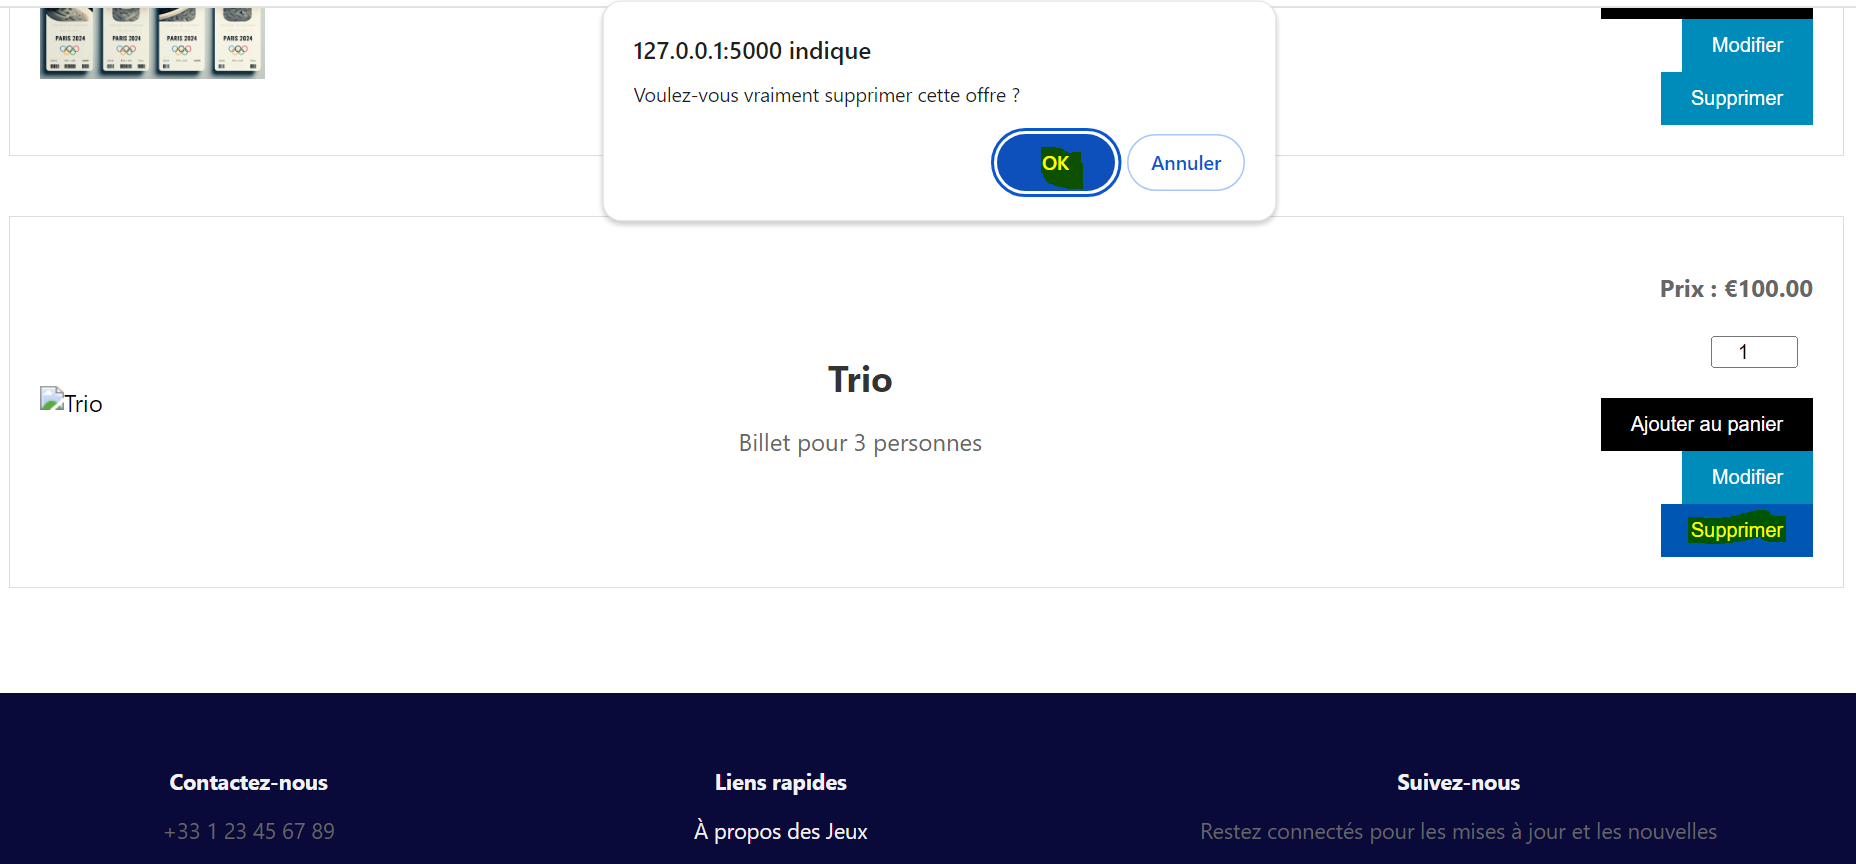 PARIS 2024 PARIS 2024 PARIS 2024 PARIS 2024
127.0.0.1:5000 indique
Voulez-vous vraiment supprimer cette offre ?
OK Annuler
Modifier
Supprimer
Prix : €100.00
1
Trio
Trio
Billet pour 3 personnes
Ajouter au panier
Modifier
Supprimer
Contactez-nous
+33 1 23 45 67 89
Liens rapides
À propos des Jeux
Suivez-nous
Restez connectés pour les mises à jour et les nouvelles